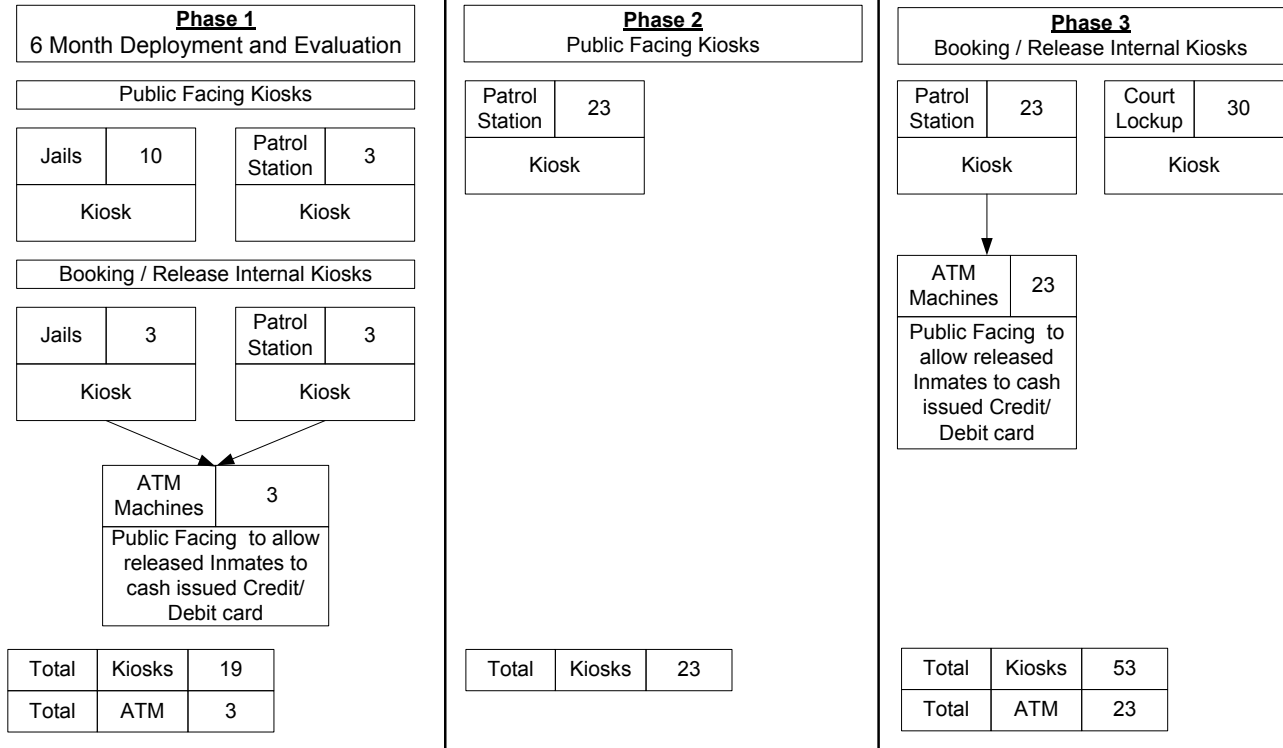 Phase 1
6 Month Deployment and Evaluation
Public Facing Kiosks
Jails
10
Kiosk
Patrol
Station
3
Kiosk
Booking / Release Internal Kiosks
Jails
3
Kiosk
Patrol
Station
3
Kiosk
ATM
Machines
3
Public Facing to allow
released Inmates to
cash issued Credit/
Debit card
Total Kiosks 19
Total ATM 3
Phase 2
Public Facing Kiosks
Patrol
Station
23
Kiosk
Total Kiosks 23
Phase 3
Booking / Release Internal Kiosks
Patrol
Station
23
Kiosk
Court
Lockup
30
Kiosk
ATM
Machines
23
Public Facing to
allow released
Inmates to cash
issued Credit/
Debit card
Total Kiosks 53
Total ATM 23